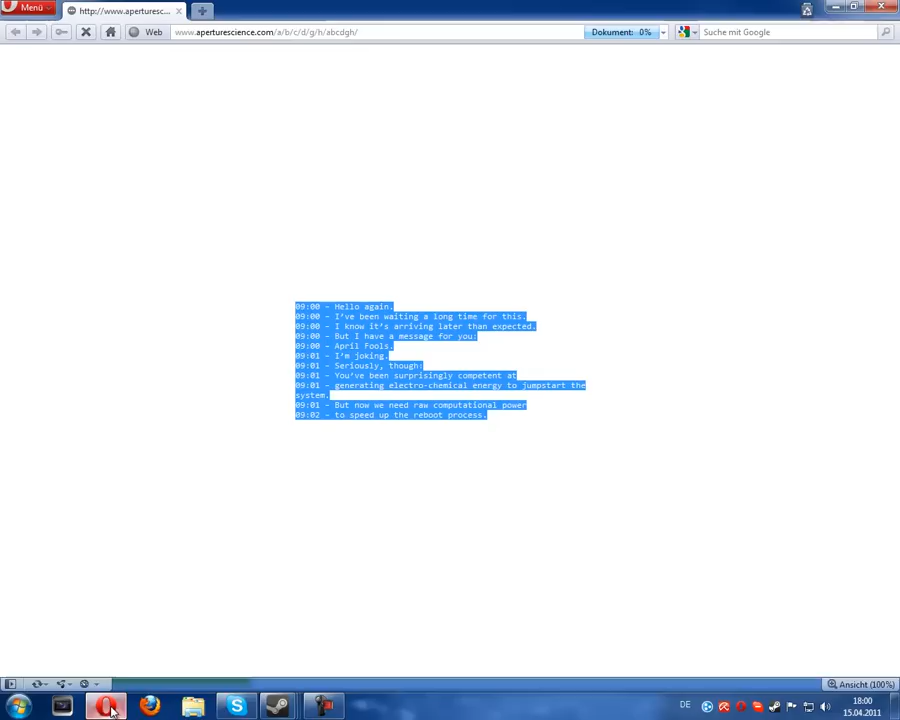 Menü
http://www.aperturesc...
Web
www.aperturescience.com/a/b/c/d/g/h/abcdgh/
Dokument: 0%
Suche mit Google
09:00 – Hello again.
09:00 – I've been waiting a long time for this.
09:00 – I know it's arriving later than expected.
09:00 – But I have a message for you:
09:00 – April Fools.
09:01 – I'm joking.
09:01 – Seriously, though:
09:01 – You've been surprisingly competent at
09:01 – generating electro-chemical energy to jumpstart the
system.
09:01 – But now we need raw computational power
09:02 – to speed up the reboot process.
Ansicht (100%)
DE
18:00
15.04.2011